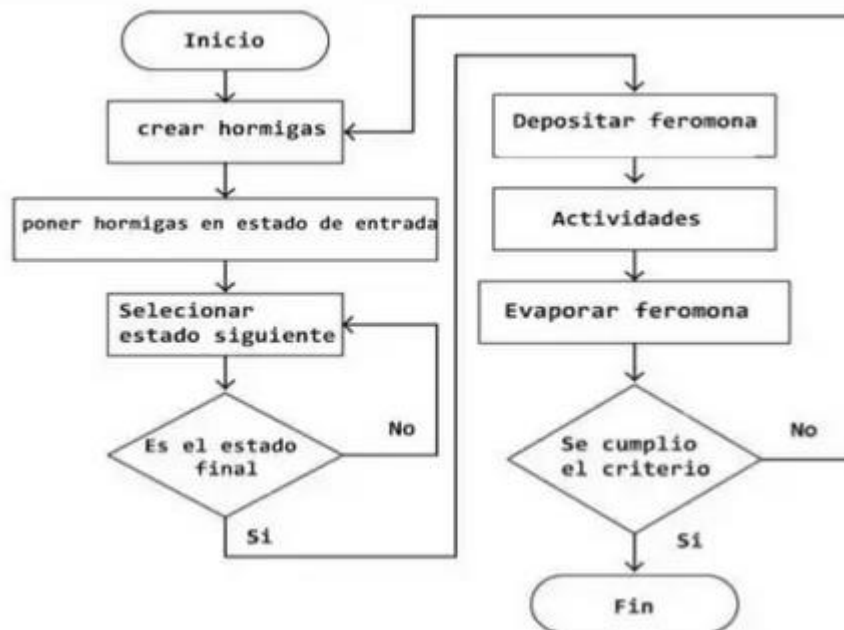 Inicio
crear hormigas
poner hormigas en estado de entrada
Selecionar
estado siguiente
Es el estado
final
No
Si
Depositar feromona
Actividades
Evaporar feromona
Se cumplio
el criterio
No
Si
Fin